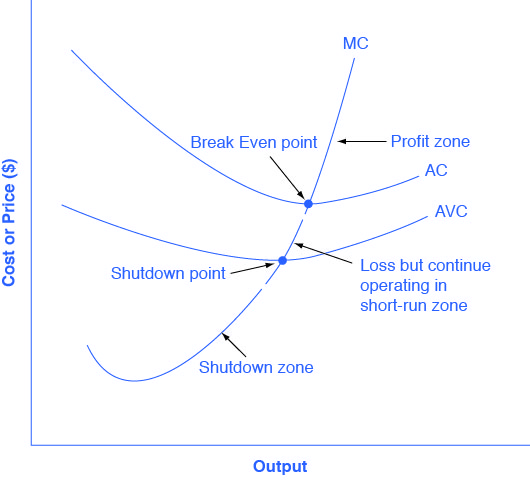 MC
Break Even point
Profit zone
AC
AVC
Shutdown point
Loss but continue
operating in
short-run zone
Shutdown zone
Cost or Price ($)
Output